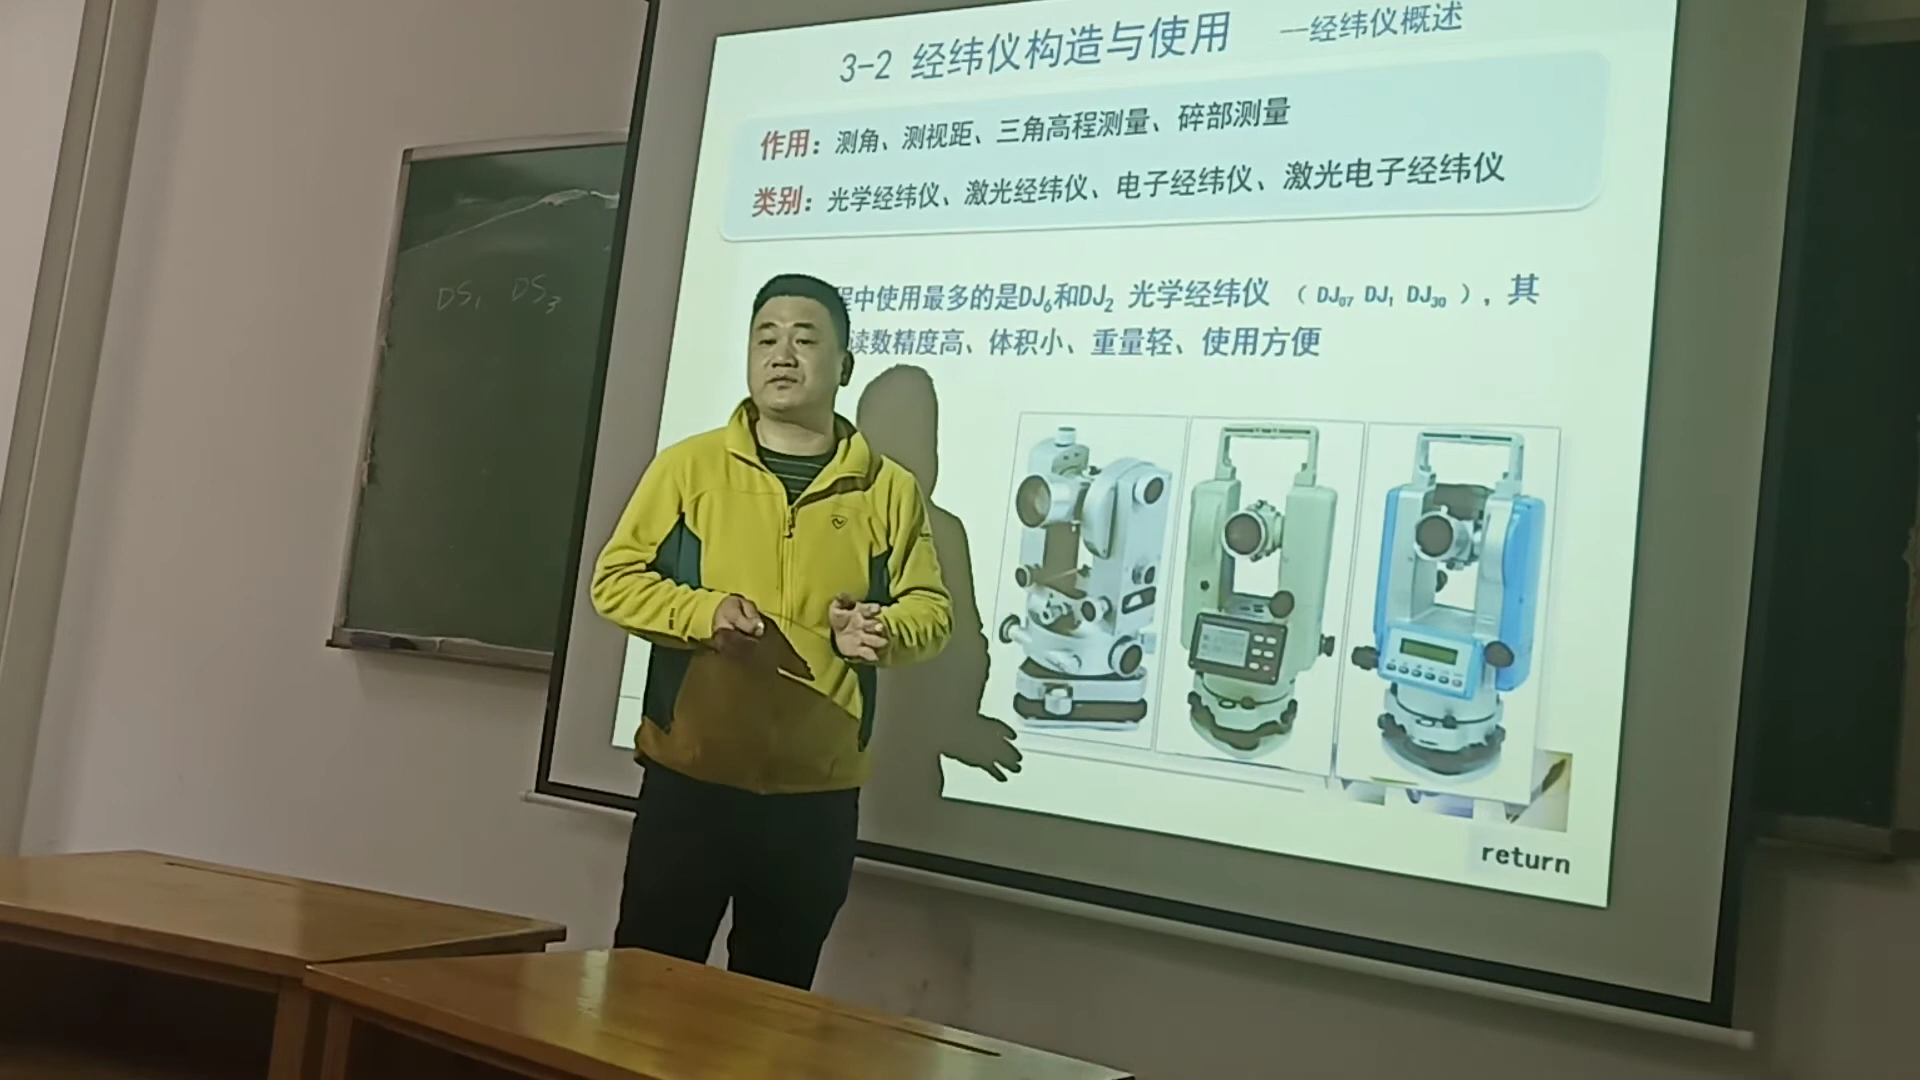 3-2 经纬仪构造与使用 —经纬仪概述
作用：测角、测视距、三角高程测量、碎部测量
类别：光学经纬仪、激光经纬仪、电子经纬仪、激光电子经纬仪
程中使用最多的是DJ6和DJ2 光学经纬仪 （ DJ07 DJ1 DJ30 ），其
读数精度高、体积小、重量轻、使用方便
return
DS1 DS3